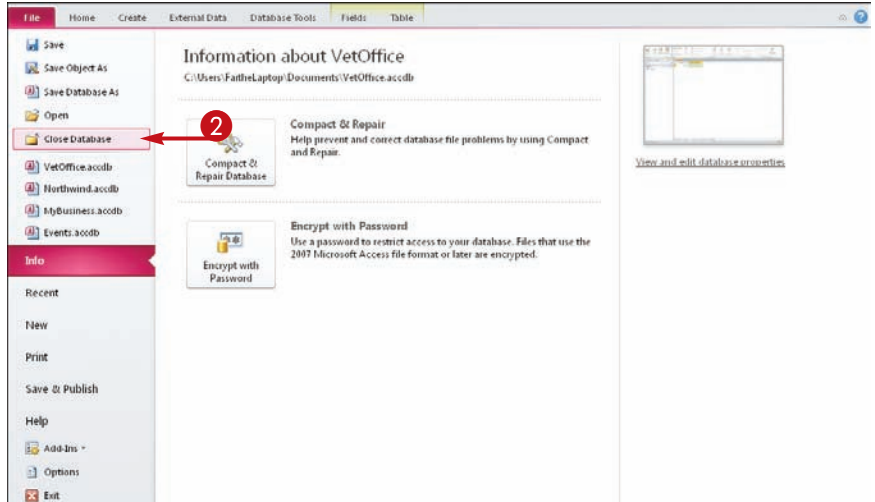 File Home Create External Data Database Tools Fields Table
Save
Save Object As
Save Database As
Open
Close Database
VetOffice.accdb
Northwind.accdb
MyBusiness.accdb
Events.accdb
Info
Recent
New
Print
Save & Publish
Help
Add-Ins
Options
Exit
Information about VetOffice
C:\Users\FaitheLaptop\Documents\VetOffice.accdb
2
Compact & Repair Database
Compact & Repair
Help prevent and correct database file problems by using Compact
and Repair.
Encrypt with
Password
Encrypt with Password
Use a password to restrict access to your database. Files that use the
2007 Microsoft Access file format or later are encrypted.
View and edit database properties